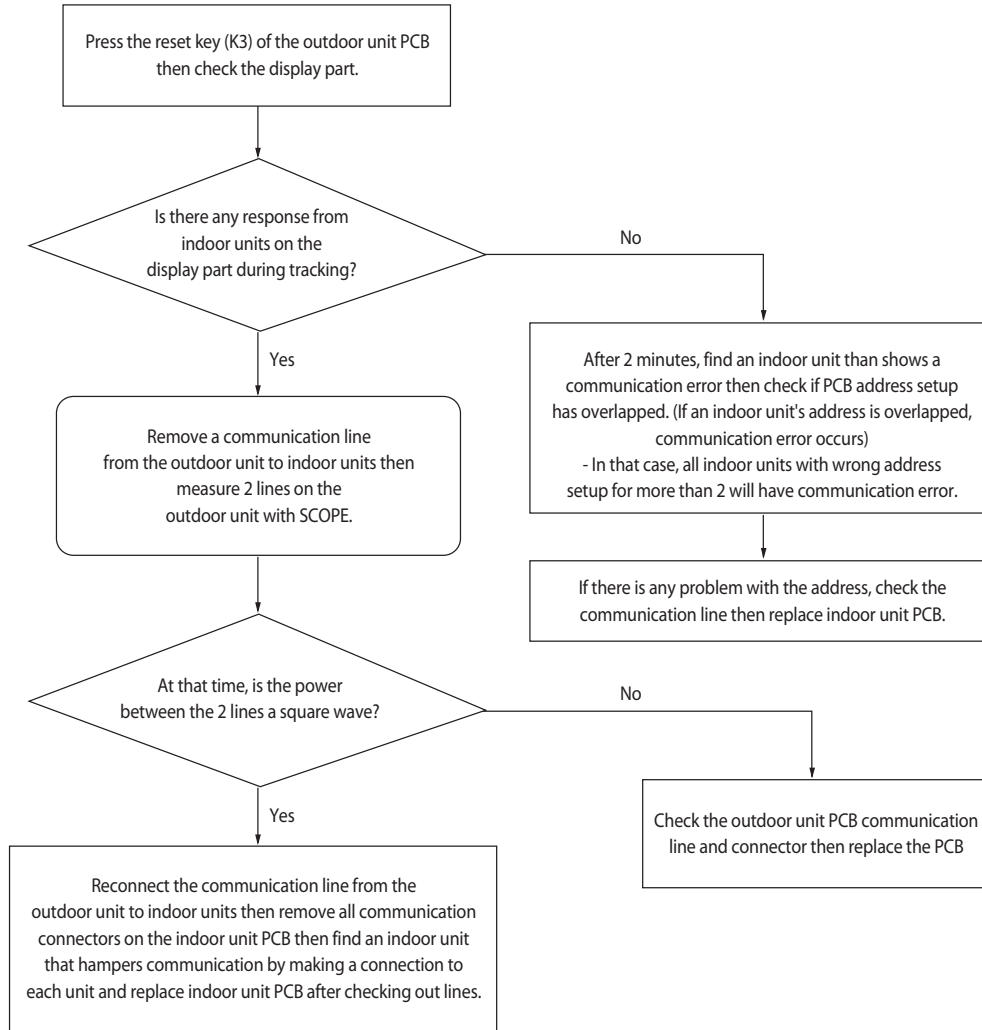 Press the reset key (K3) of the outdoor unit PCB
then check the display part.
Is there any response from
indoor units on the
display part during tracking?
No
Yes
After 2 minutes, find an indoor unit than shows a
communication error then check if PCB address setup
has overlapped. (If an indoor unit's address is overlapped,
communication error occurs)
- In that case, all indoor units with wrong address
setup for more than 2 will have communication error.
Remove a communication line
from the outdoor unit to indoor units then
measure 2 lines on the
outdoor unit with SCOPE.
If there is any problem with the address, check the
communication line then replace indoor unit PCB.
At that time, is the power
between the 2 lines a square wave?
No
Yes
Check the outdoor unit PCB communication
line and connector then replace the PCB
Reconnect the communication line from the
outdoor unit to indoor units then remove all communication
connectors on the indoor unit PCB then find an indoor unit
that hampers communication by making a connection to
each unit and replace indoor unit PCB after checking out lines.